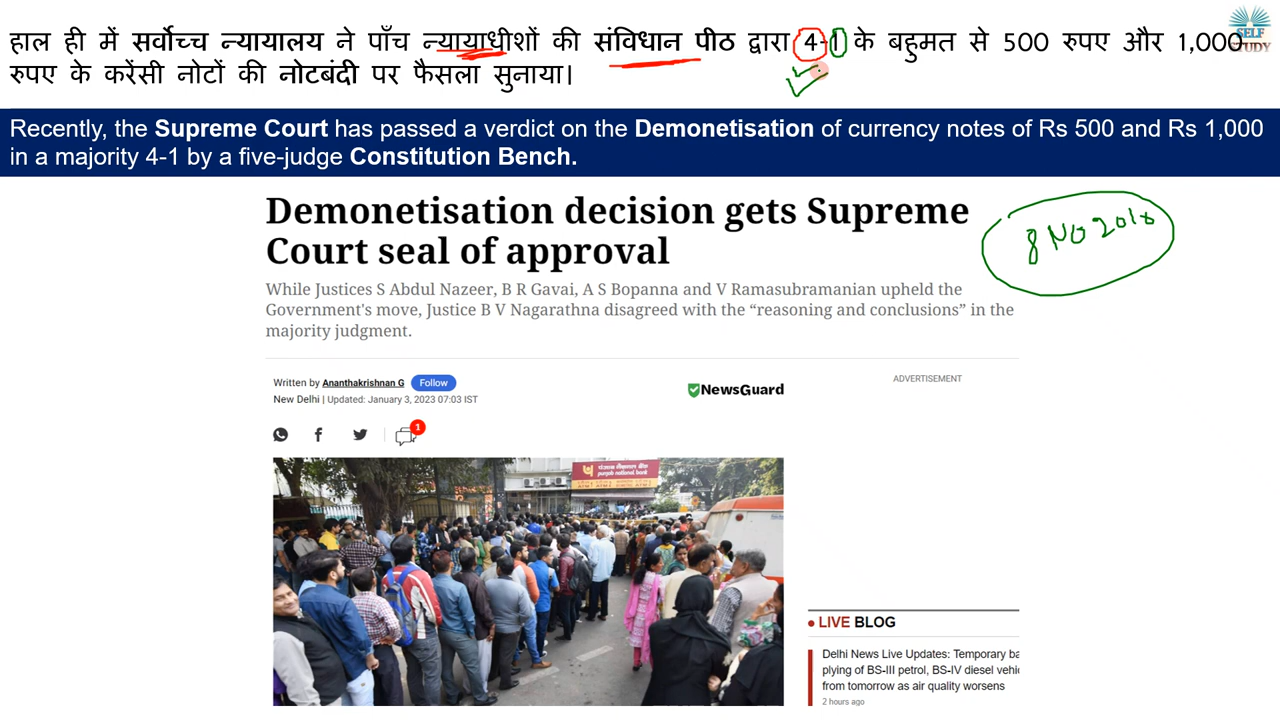 हाल ही में सर्वोच्च न्यायालय ने पाँच न्यायाधीशों की संविधान पीठ द्वारा 4-1 के बहुमत से 500 रुपए और 1,000
रुपए के करेंसी नोटों की नोटबंदी पर फैसला सुनाया।
SELF
STUDY
Recently, the Supreme Court has passed a verdict on the Demonetisation of currency notes of Rs 500 and Rs 1,000
in a majority 4-1 by a five-judge Constitution Bench.
Demonetisation decision gets Supreme
Court seal of approval
8 NO 2016
While Justices S Abdul Nazeer, B R Gavai, A S Bopanna and V Ramasubramanian upheld the
Government's move, Justice B V Nagarathna disagreed with the “reasoning and conclusions” in the
majority judgment.
Written by Ananthakrishnan G Follow
New Delhi | Updated: January 3, 2023 07:03 IST
NewsGuard
ADVERTISEMENT
1
पंजाब नैशनल बैंक
punjab national bank
LIVE BLOG
Delhi News Live Updates: Temporary ba
plying of BS-III petrol, BS-IV diesel vehic
from tomorrow as air quality worsens
2 hours ago